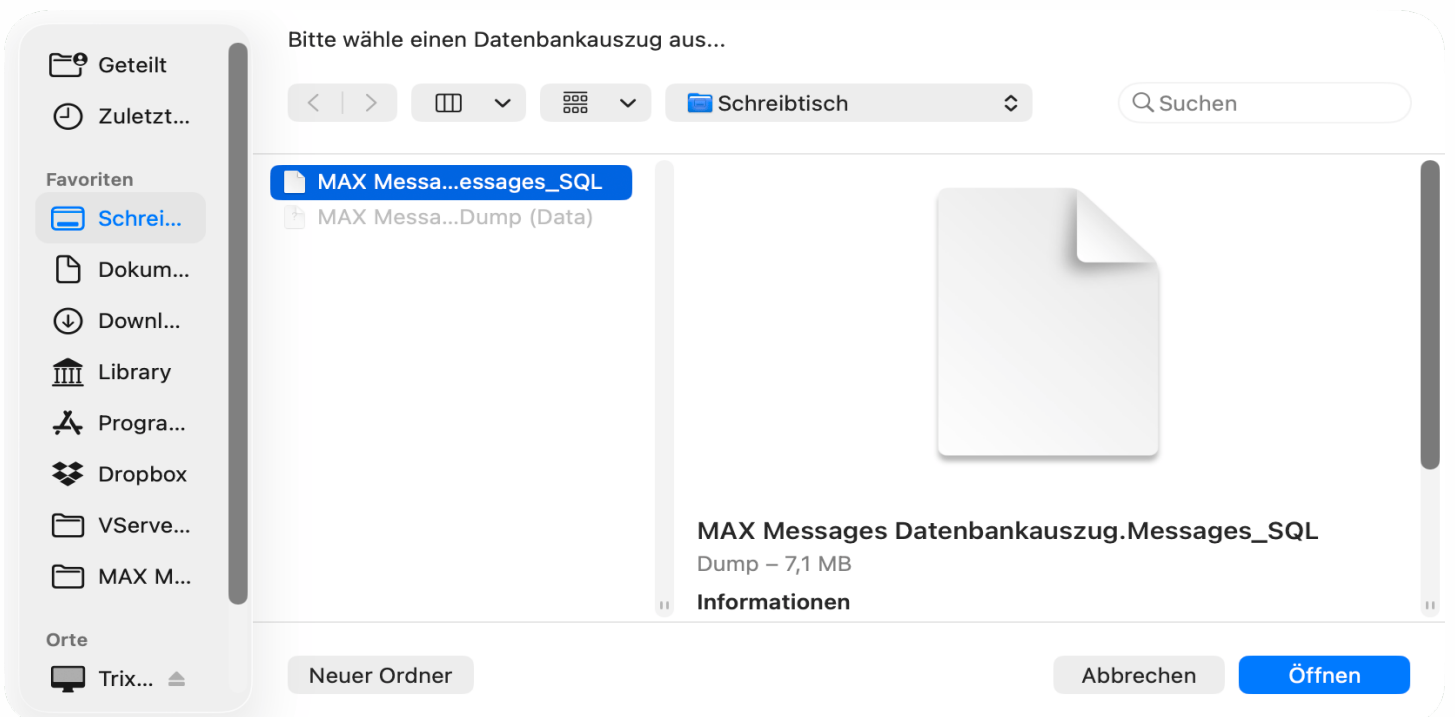 Bitte wähle einen Datenbankauszug aus...
Geteilt
Zuletzt...
Favoriten
Schrei...
Dokum...
Downl...
Library
Progra...
Dropbox
VServe...
MAX M...
Orte
Trix...
Schreibtisch
Suchen
MAX Messa...essages_SQL
MAX Messa...Dump (Data)
MAX Messages Datenbankauszug.Messages_SQL
Dump – 7,1 MB
Informationen
Neuer Ordner
Abbrechen
Öffnen